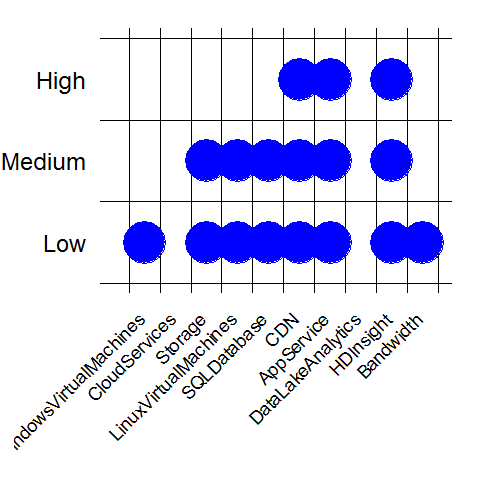 High
Medium
Low
ndowsVirtualMachines
CloudServices
Storage
LinuxVirtualMachines
SQLDatabase
CDN
AppService
DataLakeAnalytics
HDInsight
Bandwidth